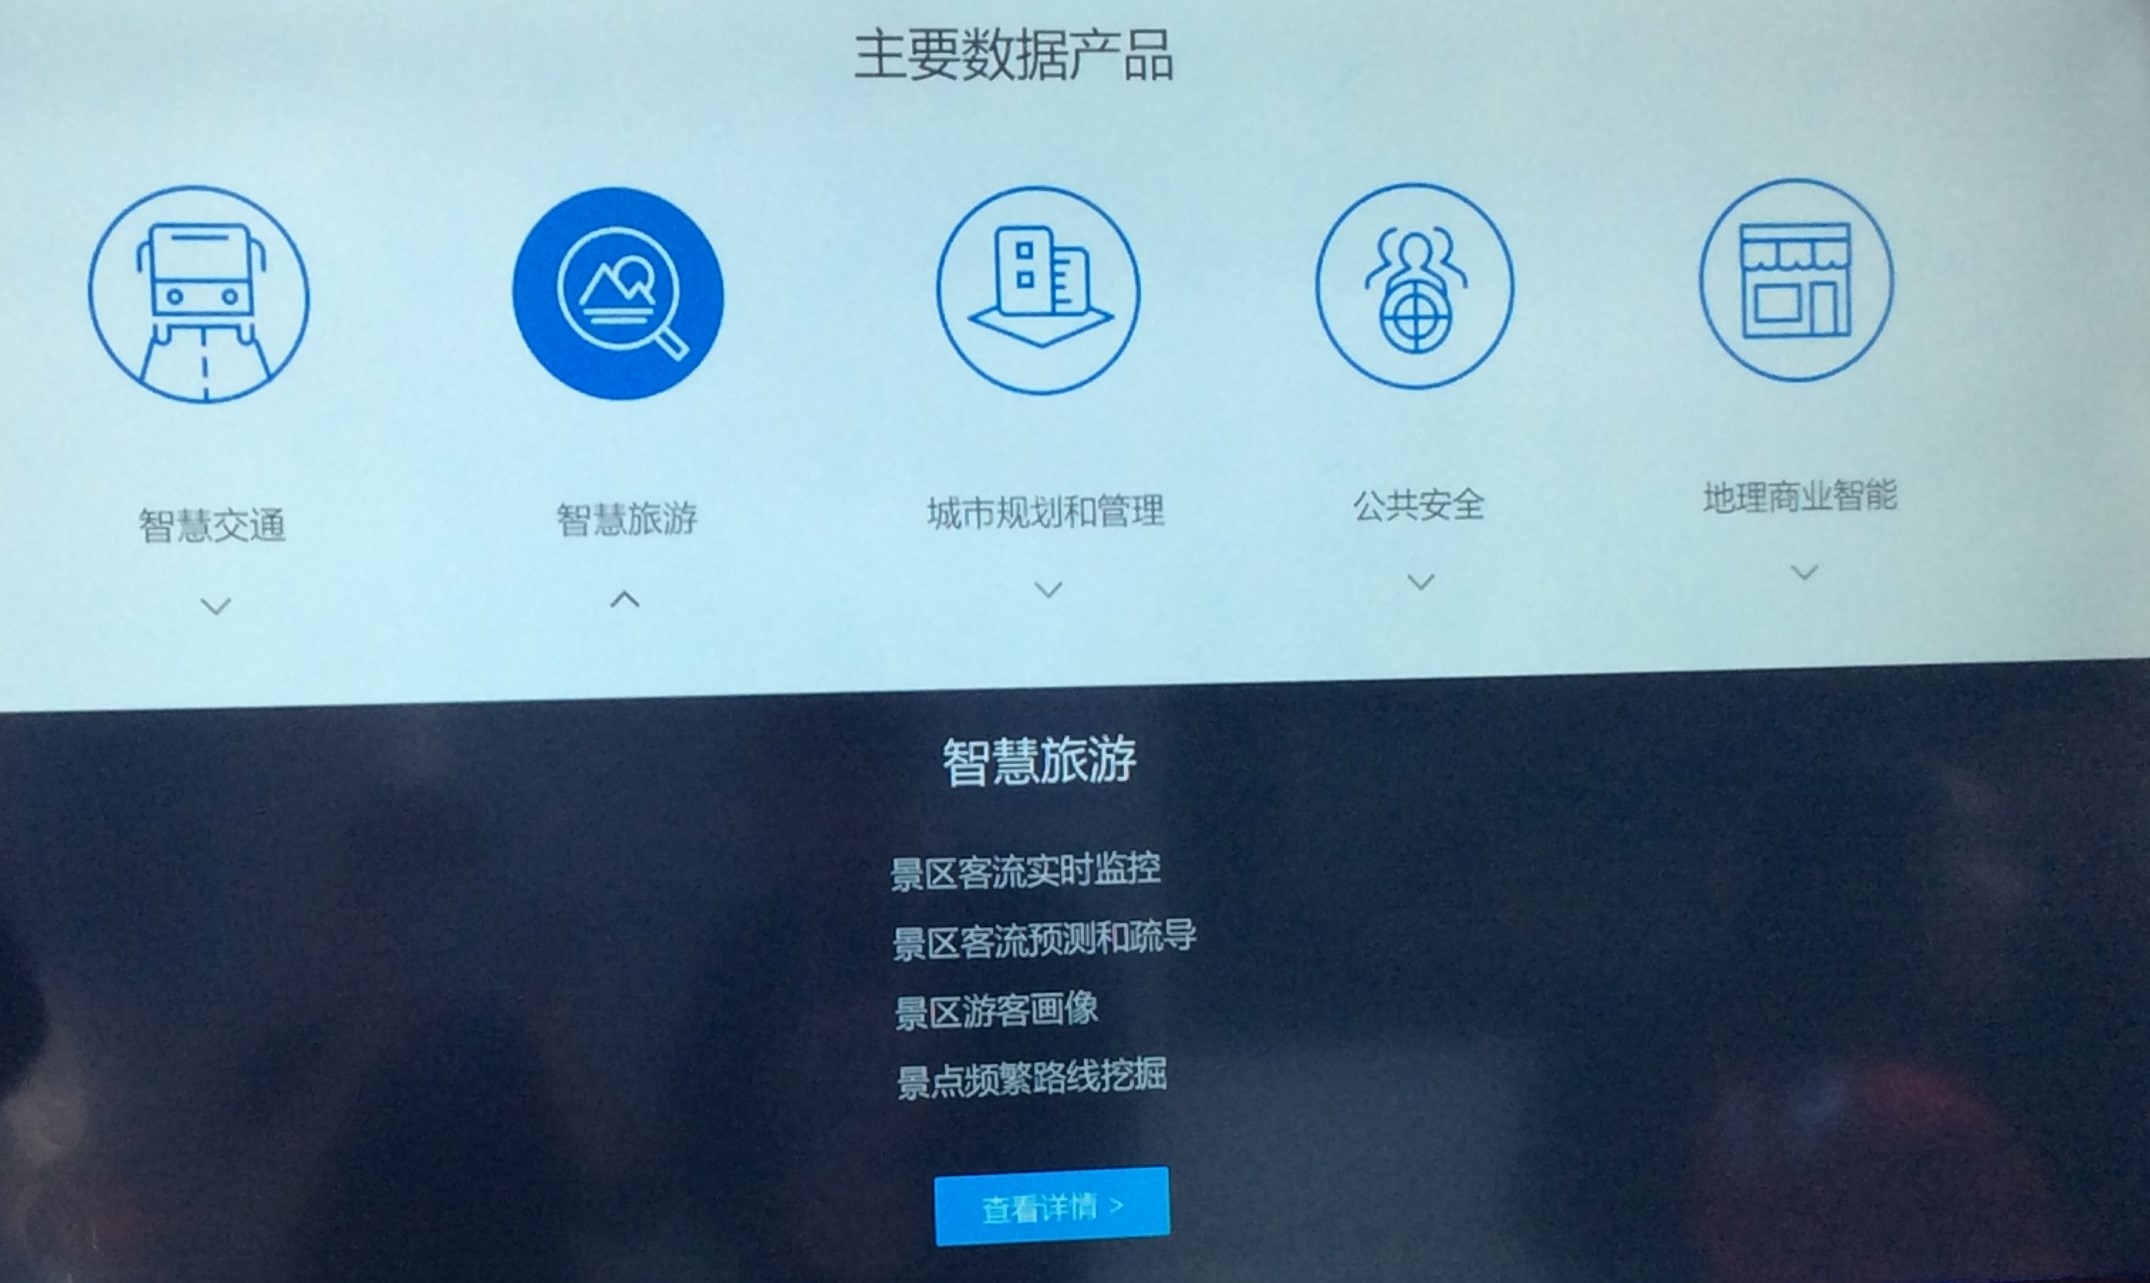 主要数据产品
智慧交通
智慧旅游
城市规划和管理
公共安全
地理商业智能
智慧旅游
景区客流实时监控
景区客流预测和疏导
景区游客画像
景点频繁路线挖掘
查看详情 >